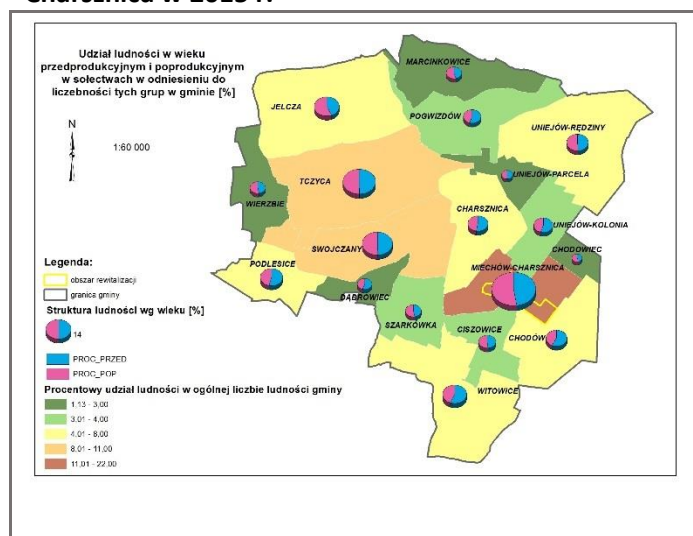 Charsznica w 2015 r.
Udział ludności w wieku
przedprodukcyjnym i poprodukcyjnym
w sołectwach w odniesieniu do
liczebności tych grup w gminie [%]
N
1:60 000
MARCINKOWICE
JELCZA
POGWIZDÓW
UNIEJÓW-RĘDZINY
UNIEJÓW-PARCELA
TCZYCA
WIERZBIE
CHARSZNICA
UNIEJÓW-KOLONIA
SWOJCZANY
CHODOWIEC
PODLESICE
MIECHÓW-CHARSZNICA
DĄBROWIEC
SZARKÓWKA
CISZOWICE
CHODÓW
WITOWICE
Legenda:
obszar rewitalizacji
granica gminy
Struktura ludności wg wieku [%]
14
PROC_PRZED
PROC_POP
Procentowy udział ludności w ogólnej liczbie ludności gminy
1,13 - 3,00
3,01 - 4,00
4,01 - 8,00
8,01 - 11,00
11,01 - 22,00